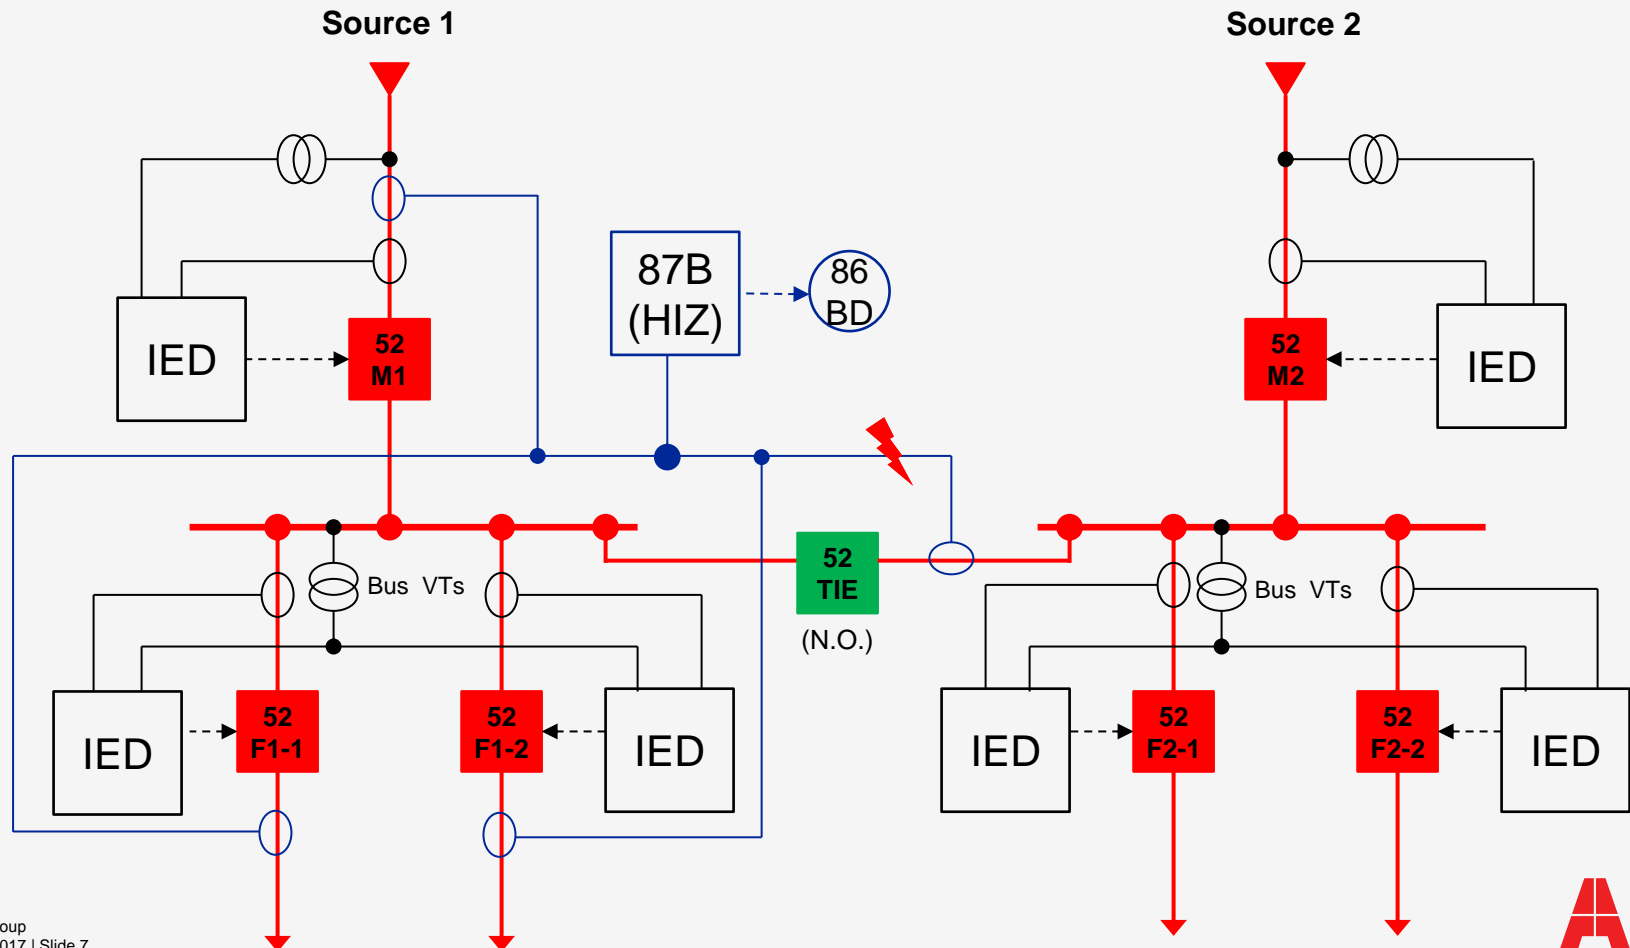 Source 1
Source 2
87B
(HIZ)
86
BD
52
M1
IED
52
M2
IED
52
TIE
(N.O.)
Bus VTs
Bus VTs
IED
52
F1-1
52
F1-2
IED
IED
52
F2-1
52
F2-2
IED
oup
017 | Slide 7